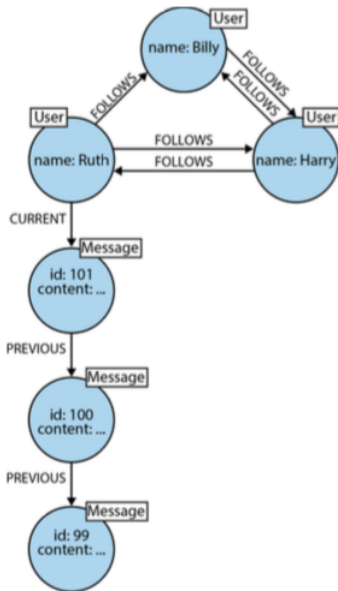 User
name: Billy
FOLLOWS
FOLLOWS
FOLLOWS
User
User
name: Ruth
FOLLOWS
FOLLOWS
name: Harry
CURRENT
Message
id: 101
content: ...
PREVIOUS
Message
id: 100
content: ...
PREVIOUS
Message
id: 99
content: ...